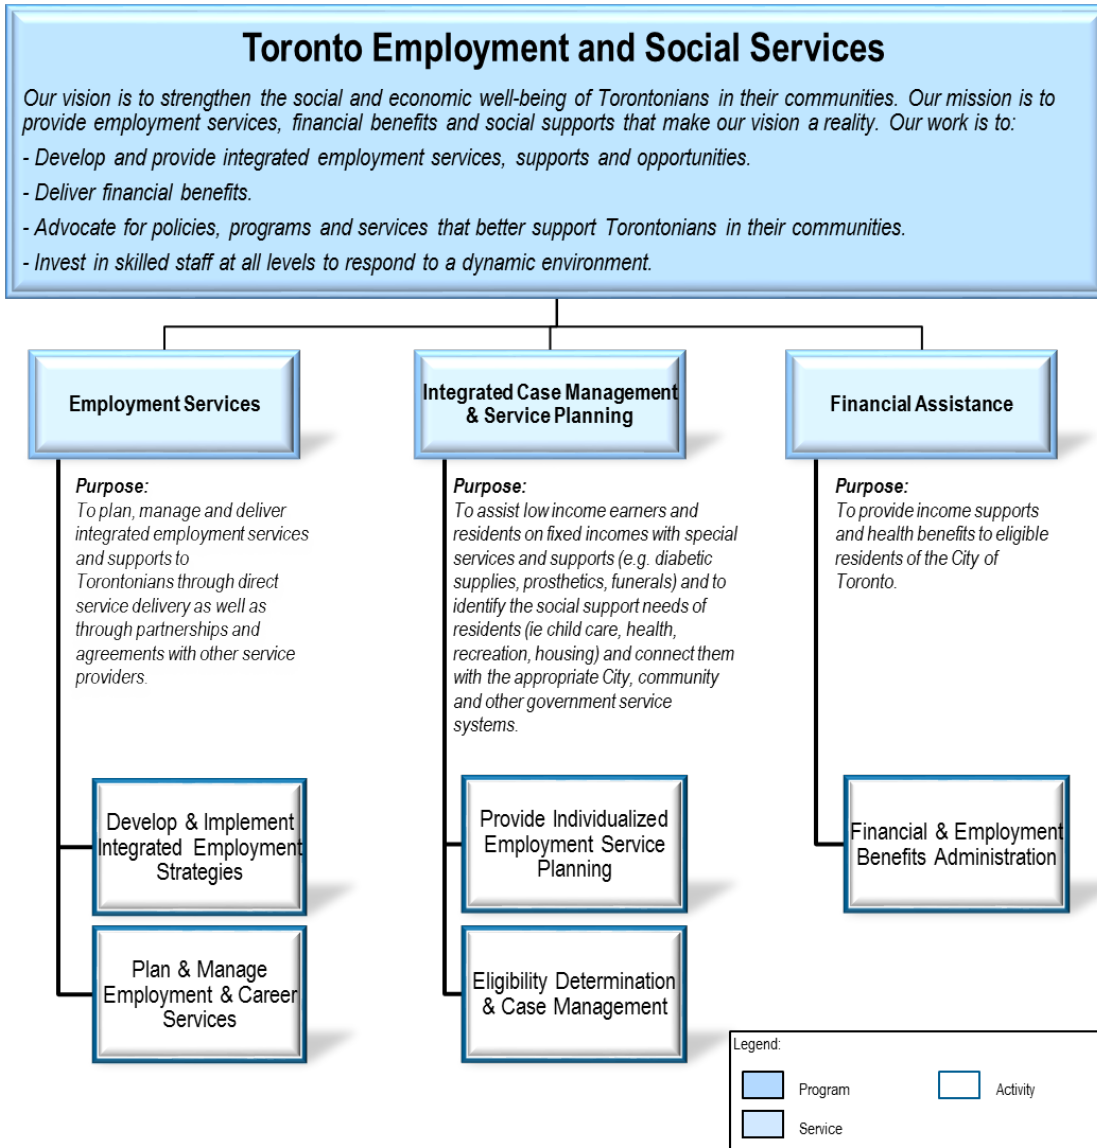 Toronto Employment and Social Services
Our vision is to strengthen the social and economic well-being of Torontonians in their communities. Our mission is to
provide employment services, financial benefits and social supports that make our vision a reality. Our work is to:
- Develop and provide integrated employment services, supports and opportunities.
- Deliver financial benefits.
- Advocate for policies, programs and services that better support Torontonians in their communities.
- Invest in skilled staff at all levels to respond to a dynamic environment.
Employment Services
Purpose:
To plan, manage and deliver
integrated employment services
and supports to
Torontonians through direct
service delivery as well as
through partnerships and
agreements with other service
providers.
Develop & Implement
Integrated Employment
Strategies
Plan & Manage
Employment & Career
Services
Integrated Case Management
& Service Planning
Purpose:
To assist low income earners and
residents on fixed incomes with special
services and supports (e.g. diabetic
supplies, prosthetics, funerals) and to
identify the social support needs of
residents (ie child care, health,
recreation, housing) and connect them
with the appropriate City, community
and other government service
systems.
Provide Individualized
Employment Service
Planning
Eligibility Determination
& Case Management
Financial Assistance
Purpose:
To provide income supports
and health benefits to eligible
residents of the City of
Toronto.
Financial & Employment
Benefits Administration
Legend:
Program
Activity
Service